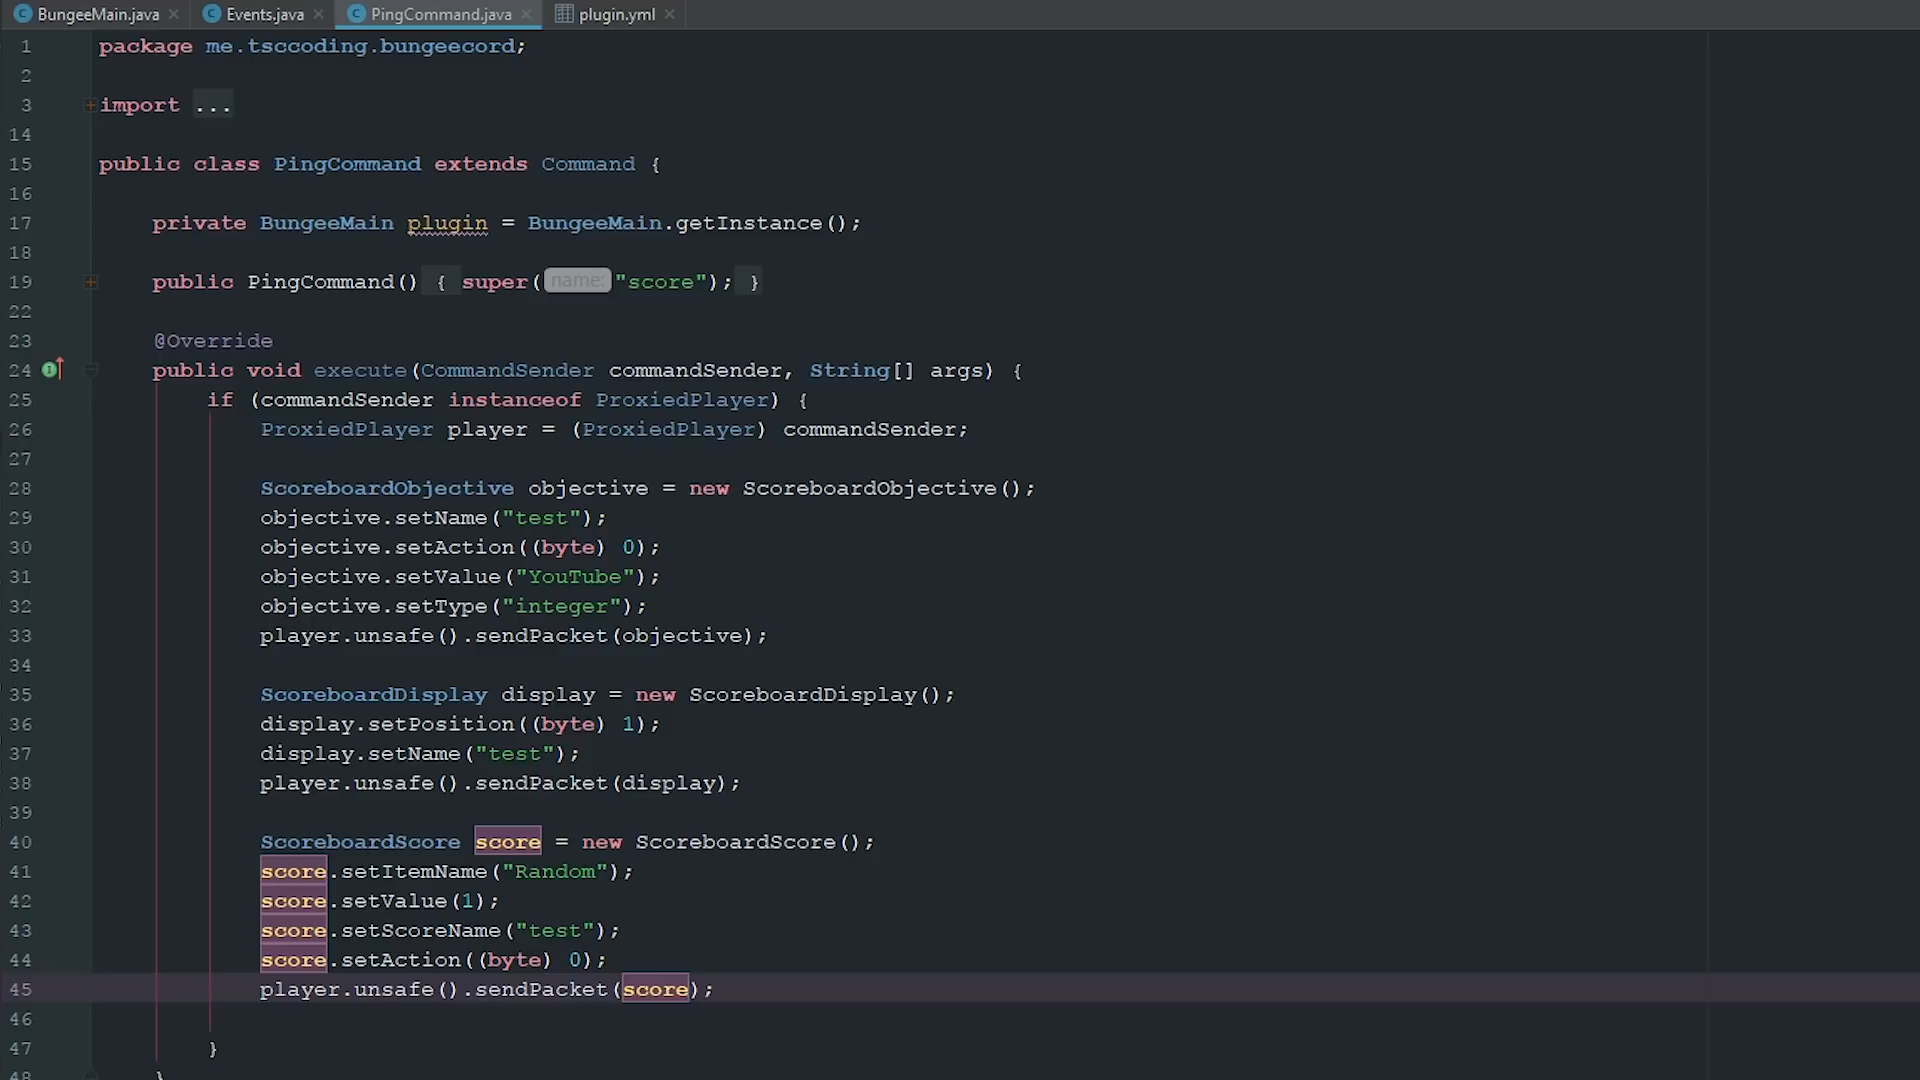 BungeeMain.java Events.java PingCommand.java plugin.yml
1 package me.tsccoding.bungeecord;
2
3 import ...
14
15 public class PingCommand extends Command {
16
17 private BungeeMain plugin = BungeeMain.getInstance();
18
19 public PingCommand() { super( name: "score"); }
22
23 @Override
24 public void execute(CommandSender commandSender, String[] args) {
25 if (commandSender instanceof ProxiedPlayer) {
26 ProxiedPlayer player = (ProxiedPlayer) commandSender;
27
28 ScoreboardObjective objective = new ScoreboardObjective();
29 objective.setName("test");
30 objective.setAction((byte) 0);
31 objective.setValue("YouTube");
32 objective.setType("integer");
33 player.unsafe().sendPacket(objective);
34
35 ScoreboardDisplay display = new ScoreboardDisplay();
36 display.setPosition((byte) 1);
37 display.setName("test");
38 player.unsafe().sendPacket(display);
39
40 ScoreboardScore score = new ScoreboardScore();
41 score.setItemName("Random");
42 score.setValue(1);
43 score.setScoreName("test");
44 score.setAction((byte) 0);
45 player.unsafe().sendPacket(score);
46
47 }
48 }